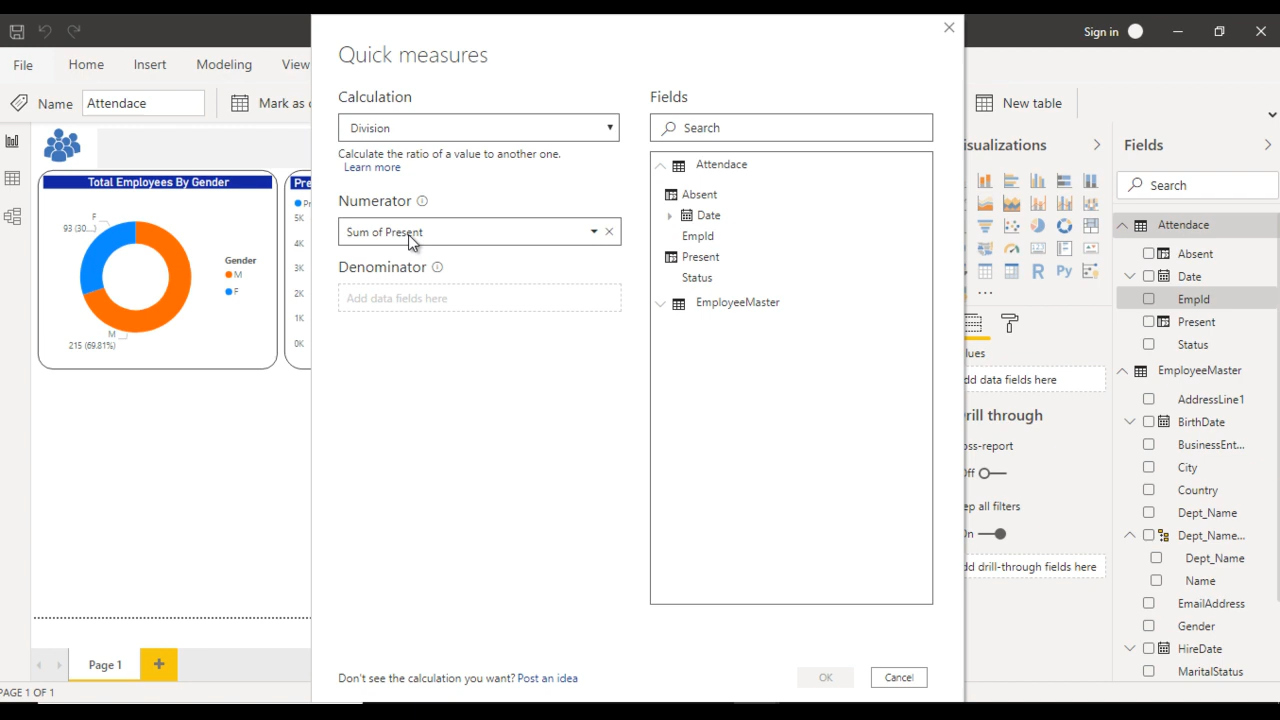 Sign in
File
Home
Insert
Modeling
View
Name
Attendace
Mark as
New table
Quick measures
Calculation
Division
Calculate the ratio of a value to another one.
Learn more
Numerator
Sum of Present
Denominator
Add data fields here
Fields
Search
Attendace
Absent
Date
EmpId
Present
Status
EmployeeMaster
Don't see the calculation you want? Post an idea
OK
Cancel
Total Employees By Gender
F
93 (30...)
M
215 (69.81%)
Gender
M
F
Pre
Pr
5K
4K
3K
2K
1K
0K
Page 1
PAGE 1 OF 1
isualizations
R
Py
...
lues
dd data fields here
rill through
oss-report
ff
ep all filters
n
dd drill-through fields here
Fields
Search
Attendace
Absent
Date
EmpId
Present
Status
EmployeeMaster
AddressLine1
BirthDate
BusinessEnt...
City
Country
Dept_Name
Dept_Name...
Dept_Name
Name
EmailAddress
Gender
HireDate
MaritalStatus